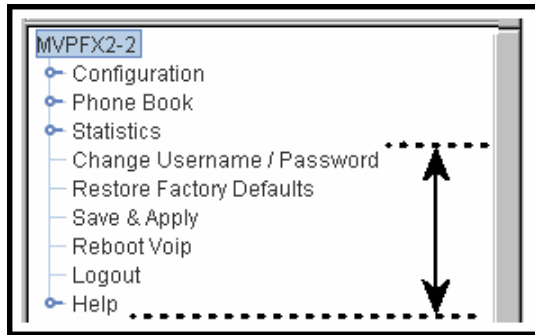 MVPFX2-2
Configuration
Phone Book
Statistics
Change Username / Password
Restore Factory Defaults
Save & Apply
Reboot Voip
Logout
Help